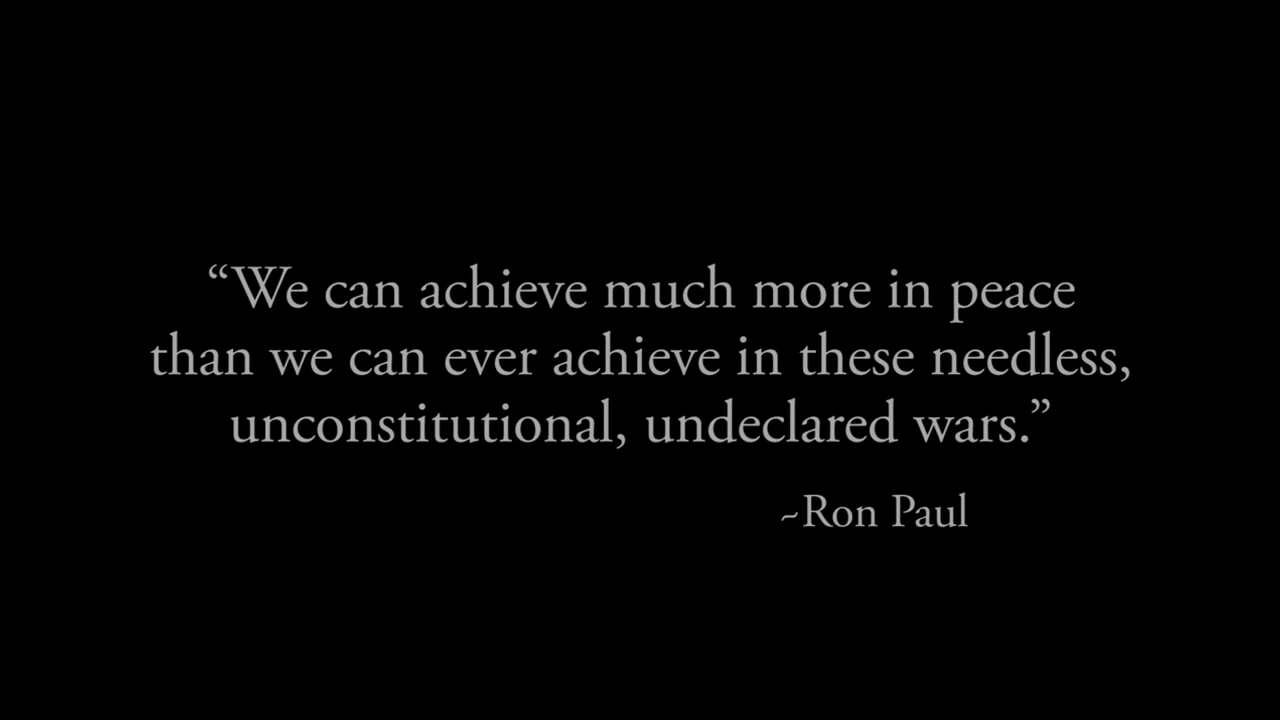 “We can achieve much more in peace
than we can ever achieve in these needless,
unconstitutional, undeclared wars.”
~Ron Paul